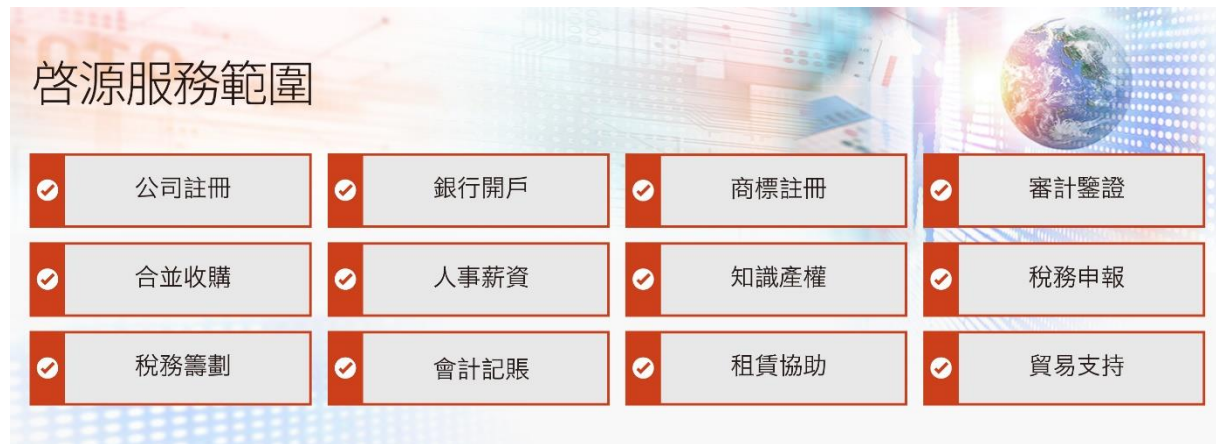 啓源服務範圍
公司註冊
銀行開戶
商標註冊
審計鑒證
合並收購
人事薪資
知識產權
稅務申報
稅務籌劃
會計記賬
租賃協助
貿易支持